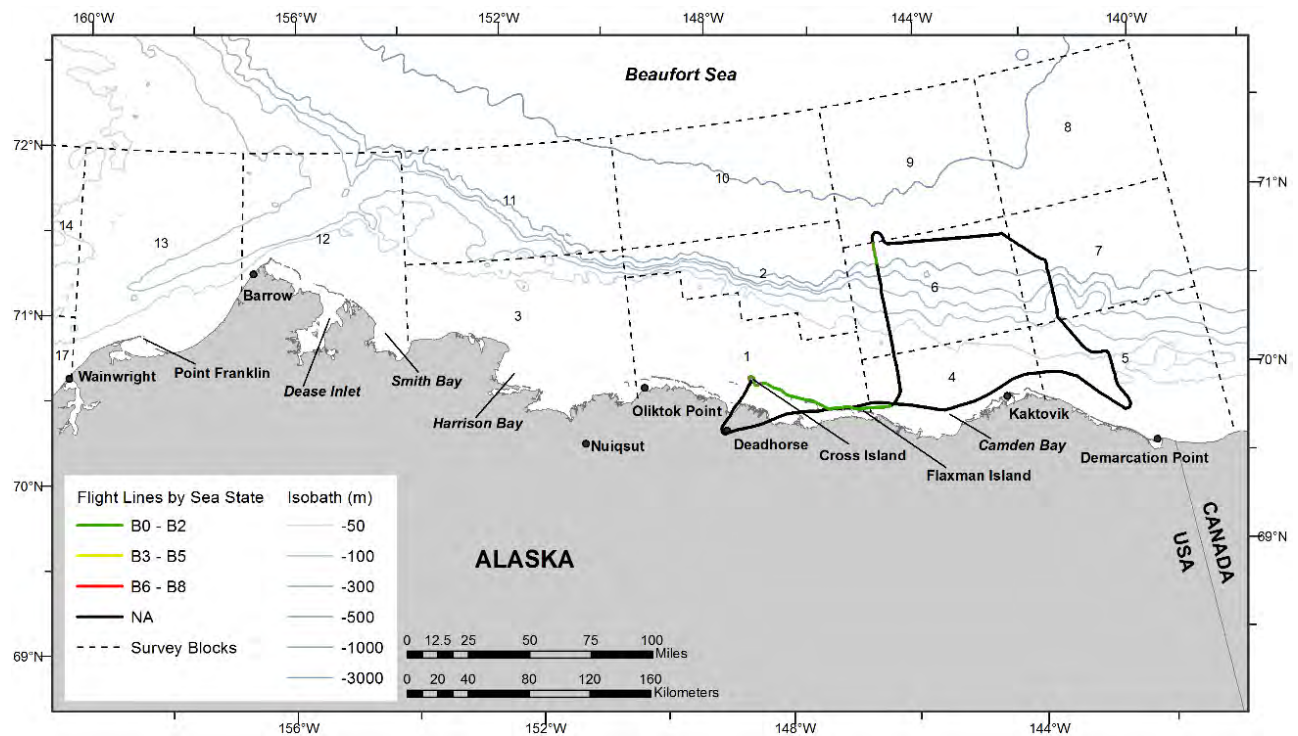 160°W 156°W 152°W 148°W 144°W 140°W
Beaufort Sea
72°N
71°N
8
9
10
11
14
13
12
7
2
6
71°N
Barrow
3
70°N
17
Wainwright
Point Franklin
Dease Inlet
Smith Bay
Harrison Bay
1
4
5
Oliktok Point
Nuiqsut
Deadhorse
Cross Island
Flaxman Island
Camden Bay
Kaktovik
Demarcation Point
70°N
69°N
CANADA
USA
ALASKA
Flight Lines by Sea State
B0 - B2
B3 - B5
B6 - B8
NA
Survey Blocks
Isobath (m)
-50
-100
-300
-500
-1000
-3000
0 12.5 25 50 75 100
Miles
0 20 40 80 120 160
Kilometers
69°N
156°W 152°W 148°W 144°W